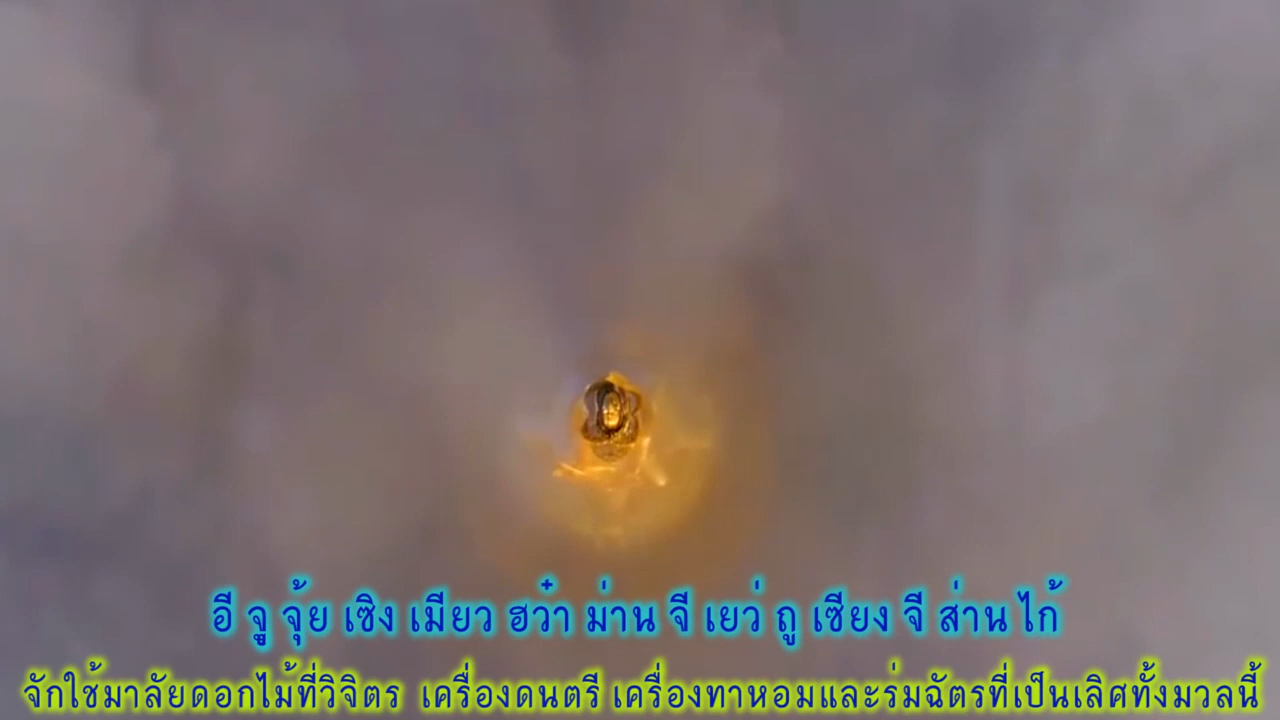 อี จู จุ้ย เซิง เมียว ฮว๋า ม่าน จี เยว่ ถู เซียง จี ส่าน ไก้
จักใช้มาลัยดอกไม้ที่วิจิตร เครื่องดนตรี เครื่องทาหอมและร่มฉัตรที่เป็นเลิศทั้งมวลนี้